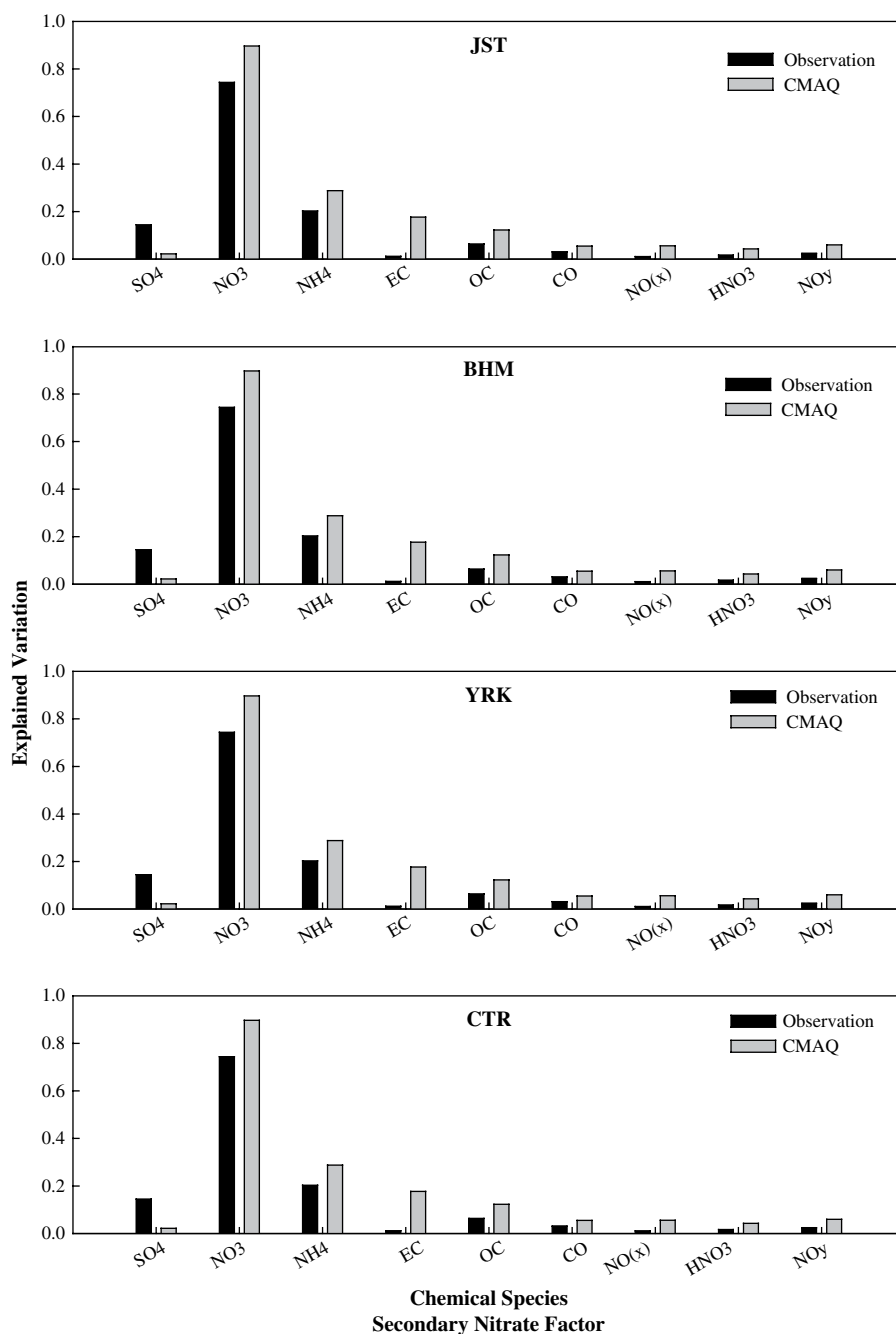 1.0
JST
Observation
CMAQ
0.8
0.6
0.4
0.2
0.0
SO4 NO3 NH4 EC OC CO NO(x) HNO3 NOy
1.0
BHM
Observation
CMAQ
0.8
0.6
0.4
0.2
0.0
SO4 NO3 NH4 EC OC CO NO(x) HNO3 NOy
Explained Variation
1.0
YRK
Observation
CMAQ
0.8
0.6
0.4
0.2
0.0
SO4 NO3 NH4 EC OC CO NO(x) HNO3 NOy
1.0
CTR
Observation
CMAQ
0.8
0.6
0.4
0.2
0.0
SO4 NO3 NH4 EC OC CO NO(x) HNO3 NOy
Chemical Species
Secondary Nitrate Factor